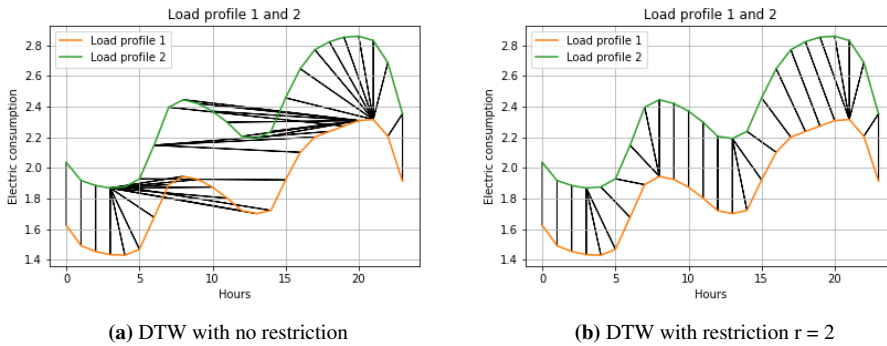 Load profile 1 and 2
Load profile 1
Load profile 2
Electric consumption
2.8
2.6
2.4
2.2
2.0
1.8
1.6
1.4
0 5 10 15 20
Hours
(a) DTW with no restriction
Load profile 1 and 2
Load profile 1
Load profile 2
Electric consumption
2.8
2.6
2.4
2.2
2.0
1.8
1.6
1.4
0 5 10 15 20
Hours
(b) DTW with restriction r = 2